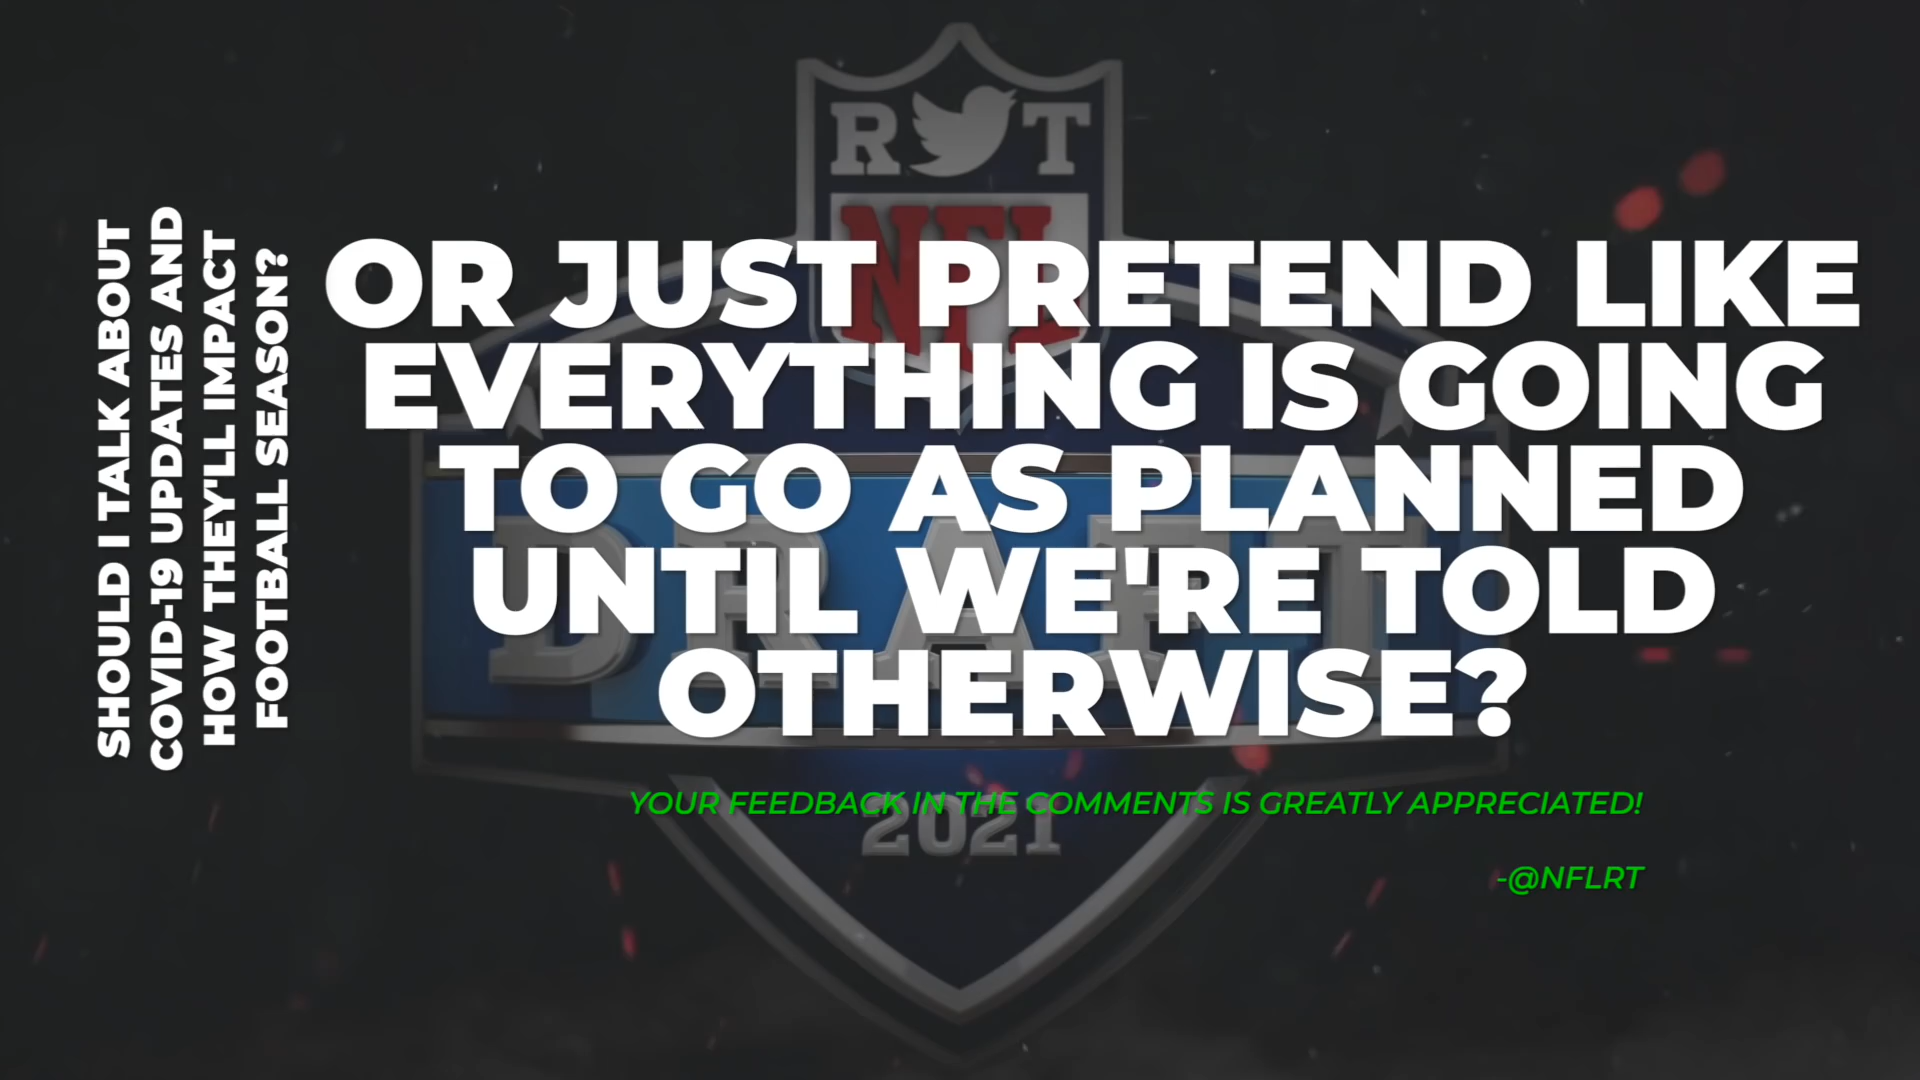 SHOULD I TALK ABOUT
COVID-19 UPDATES AND
HOW THEY'LL IMPACT
FOOTBALL SEASON?
OR JUST PRETEND LIKE
EVERYTHING IS GOING
TO GO AS PLANNED
UNTIL WE'RE TOLD
OTHERWISE?
YOUR FEEDBACK IN THE COMMENTS IS GREATLY APPRECIATED!
-@NFLRT
R T
NFL
DRAFT
2021